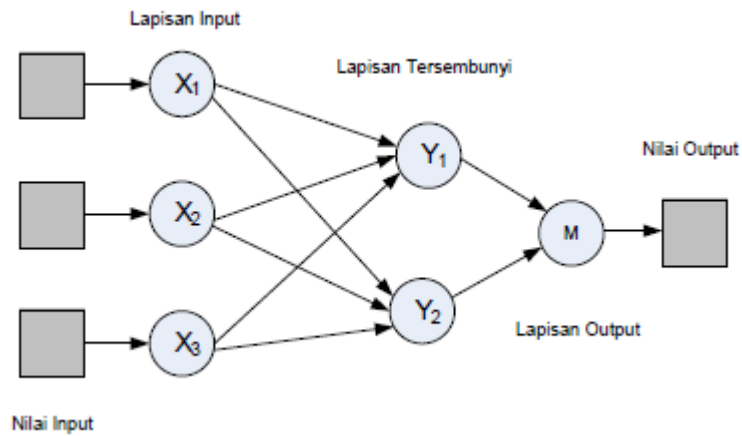 Lapisan Input
X1
Lapisan Tersembunyi
Y1
Nilai Output
X2
M
Y2
Lapisan Output
X3
Nilai Input